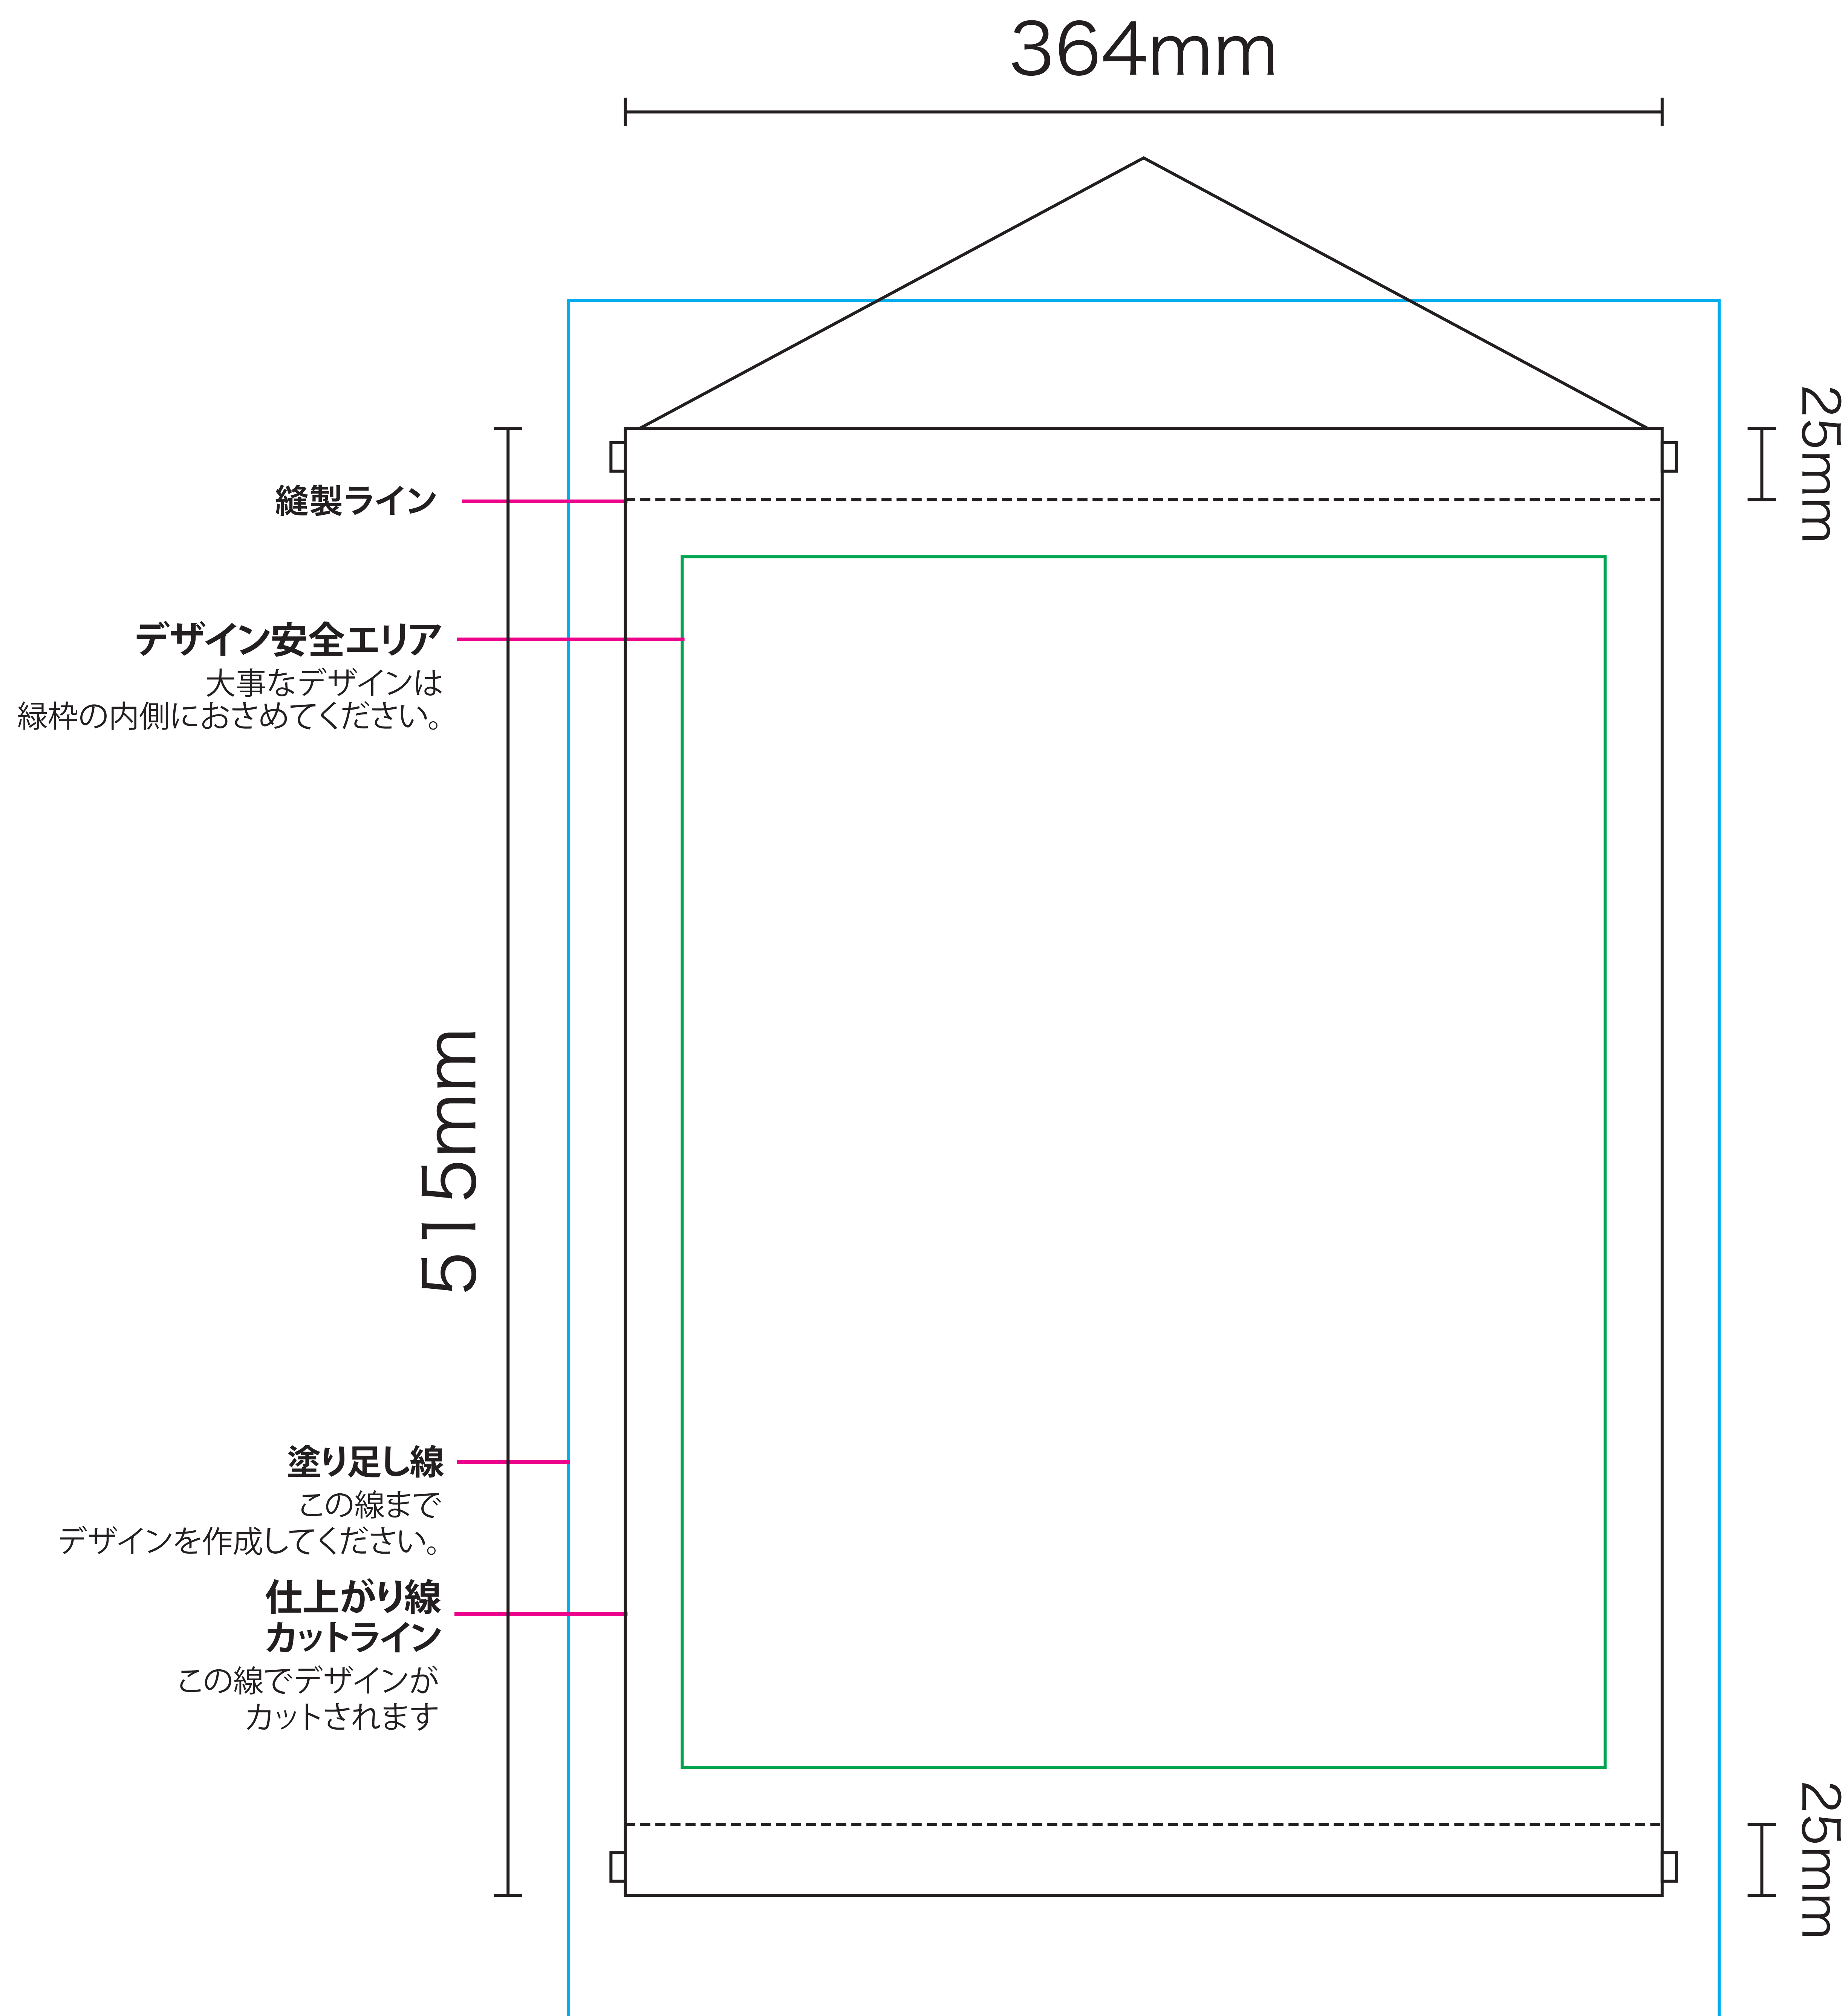 364mm
25mm
縫製ライン
デザイン安全エリア
大事なデザインは
緑枠の内側におさめてください。
515mm
塗り足し線
この線まで
デザインを作成してください。
仕上がり線
カットライン
この線でデザインが
カットされます
25mm